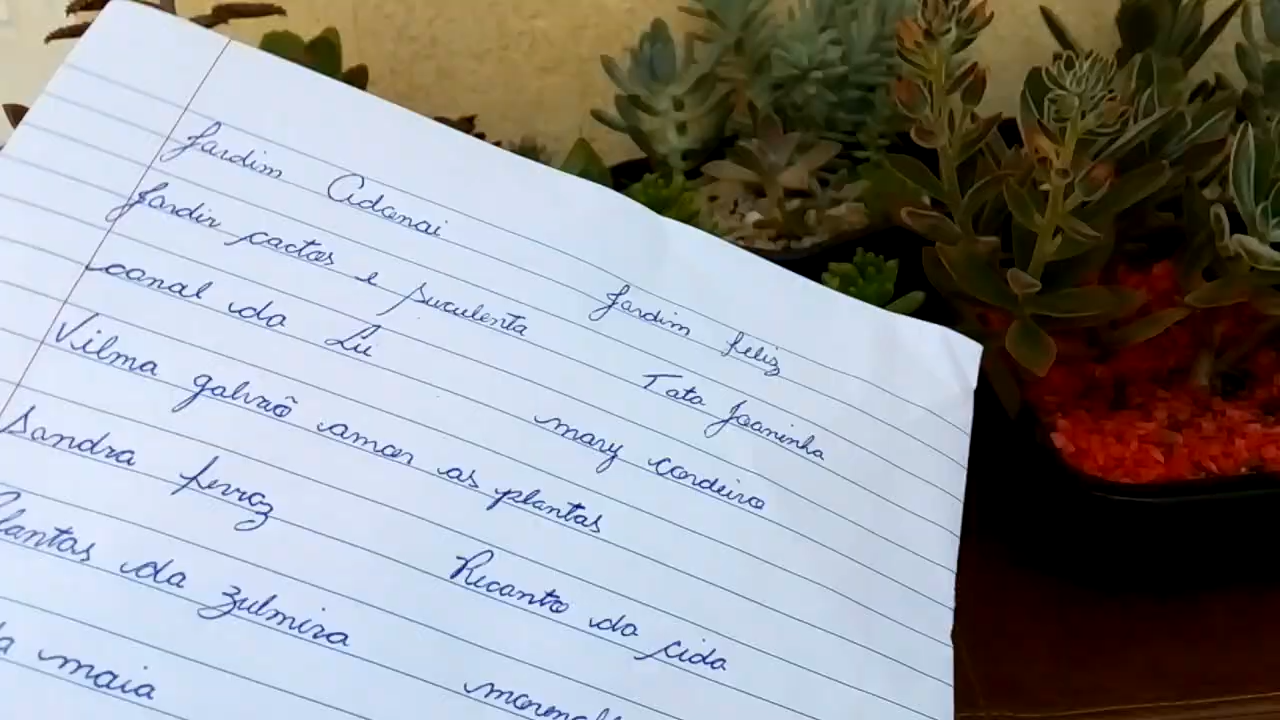 Jardim Adonai
Jardin cactos e suculenta
Jardim feliz
canal da Lu
Tata Joaninha
Vilma galvão amor as plantas
mary cordeiro
Sandra ferraz
Recanto da cida
Plantas da zulmira
maia